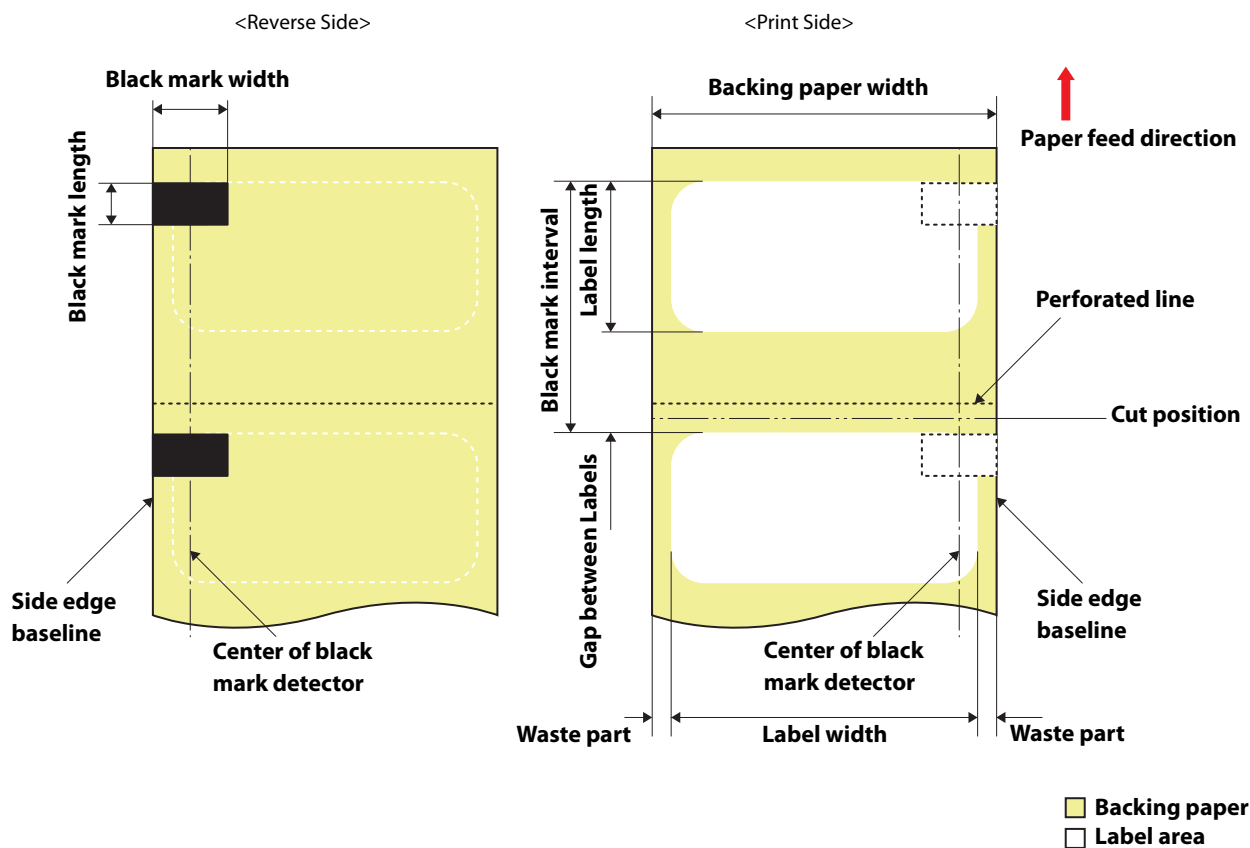 <Reverse Side>
<Print Side>
Black mark width
Backing paper width
Paper feed direction
Black mark length
Black mark interval
Label length
Perforated line
Cut position
Gap between Labels
Side edge
baseline
Center of black
mark detector
Center of black
mark detector
Side edge
baseline
Waste part
Label width
Waste part
Backing paper
Label area